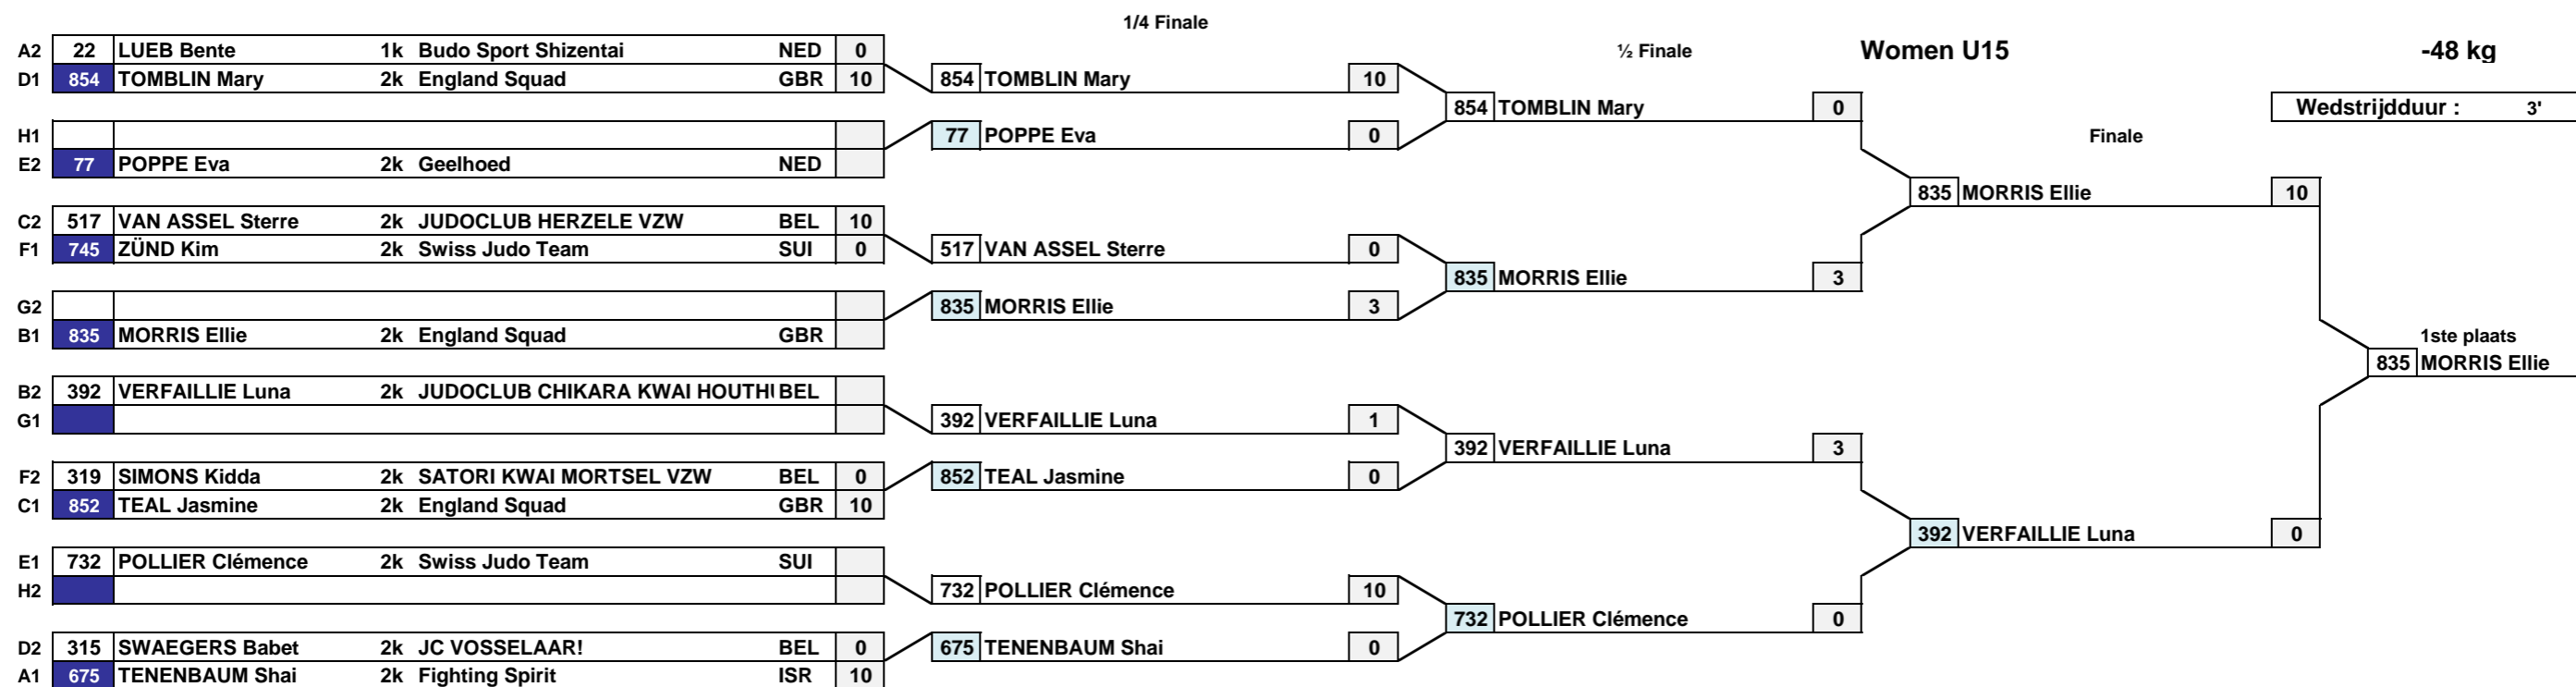 1/4 Finale
A2 22 LUEB Bente 1k Budo Sport Shizentai NED 0
½ Finale Women U15 -48 kg
D1 854 TOMBLIN Mary 2k England Squad GBR 10 854 TOMBLIN Mary 10
854 TOMBLIN Mary 0 Wedstrijdduur : 3'
H1 77 POPPE Eva 0 Finale
E2 77 POPPE Eva 2k Geelhoed NED
835 MORRIS Ellie 10
C2 517 VAN ASSEL Sterre 2k JUDOCLUB HERZELE VZW BEL 10
F1 745 ZÜND Kim 2k Swiss Judo Team SUI 0 517 VAN ASSEL Sterre 0
835 MORRIS Ellie 3
G2 835 MORRIS Ellie 3
B1 835 MORRIS Ellie 2k England Squad GBR 1ste plaats
835 MORRIS Ellie
B2 392 VERFAILLIE Luna 2k JUDOCLUB CHIKARA KWAI HOUTH BEL
G1 392 VERFAILLIE Luna 1
392 VERFAILLIE Luna 3
F2 319 SIMONS Kidda 2k SATORI KWAI MORTSEL VZW BEL 0 852 TEAL Jasmine 0
C1 852 TEAL Jasmine 2k England Squad GBR 10
392 VERFAILLIE Luna 0
E1 732 POLLIER Clémence 2k Swiss Judo Team SUI
H2 732 POLLIER Clémence 10
732 POLLIER Clémence 0
D2 315 SWAEGERS Babet 2k JC VOSSELAAR! BEL 0 675 TENENBAUM Shai 0
A1 675 TENENBAUM Shai 2k Fighting Spirit ISR 10